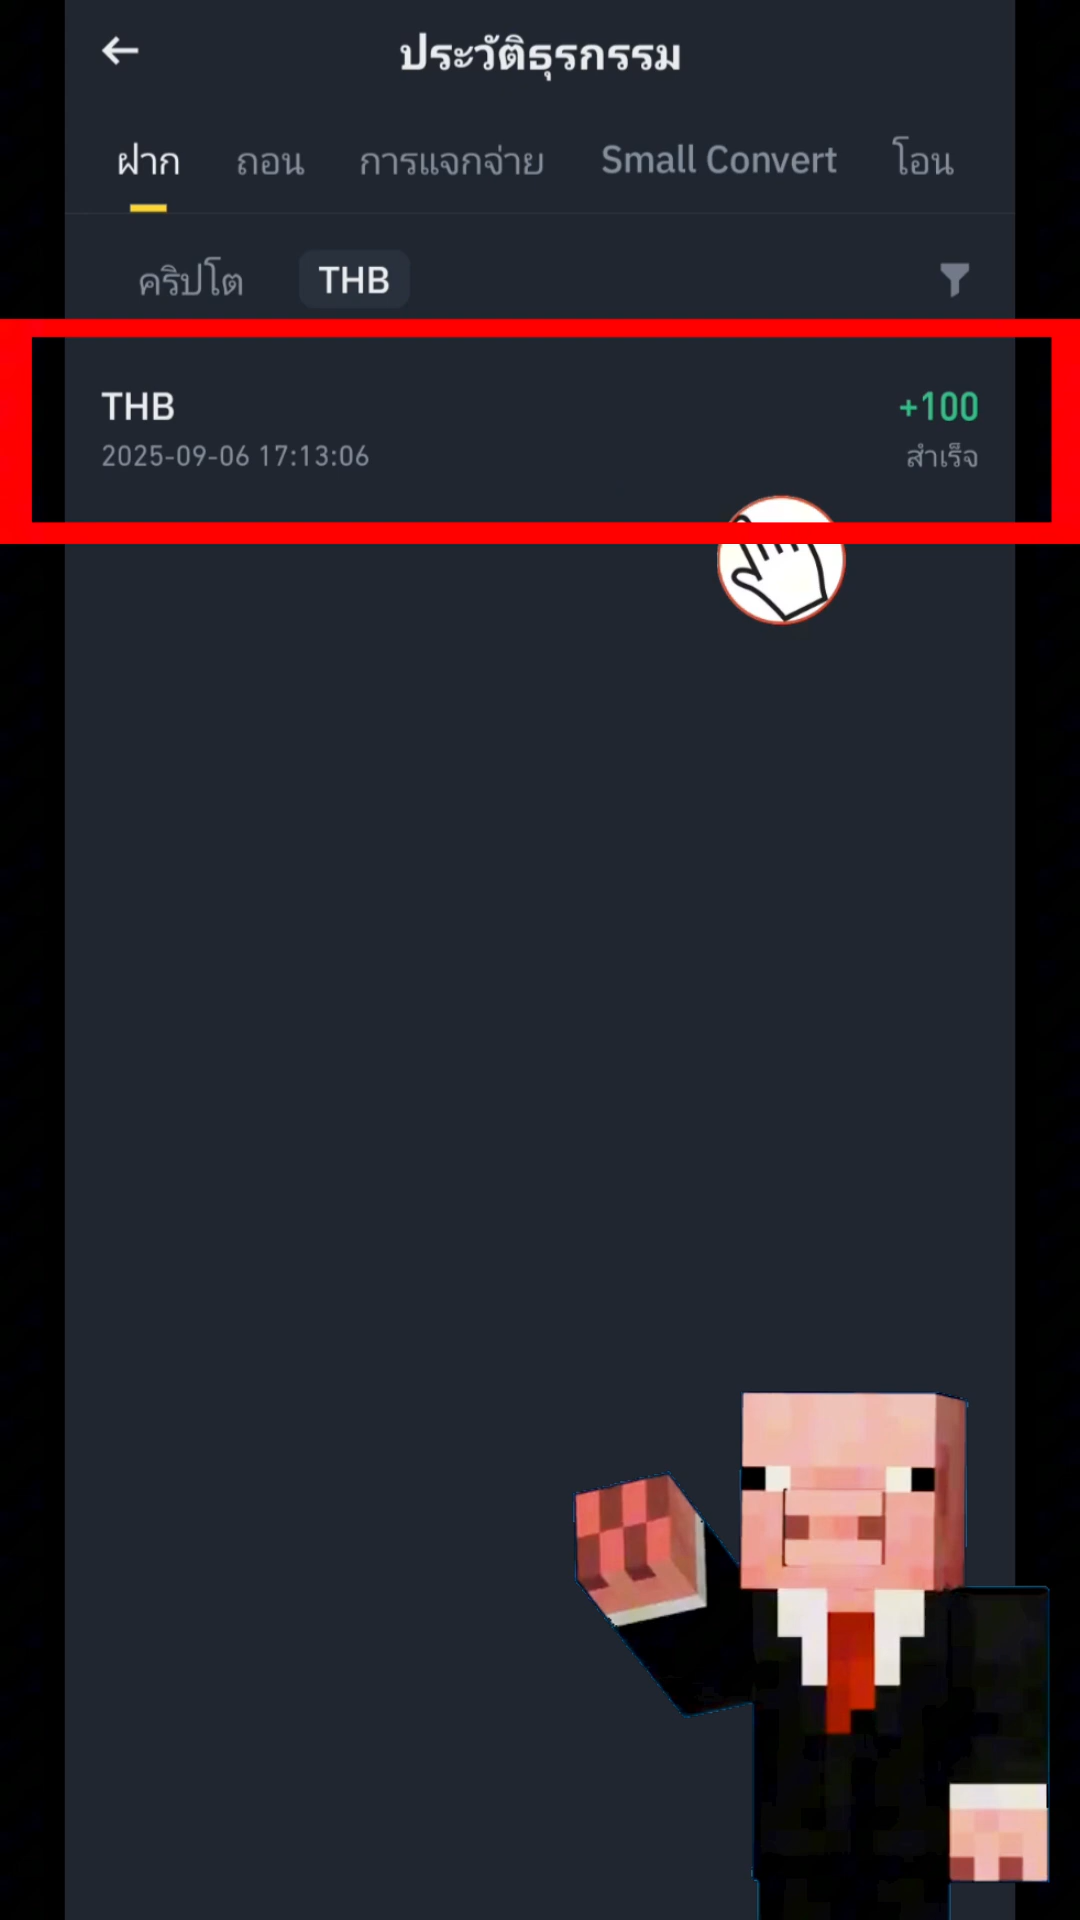 ประวัติธุรกรรม
ฝาก ถอน การแจกจ่าย Small Convert โอน
คริปโต THB
THB +100
2025-09-06 17:13:06 สำเร็จ